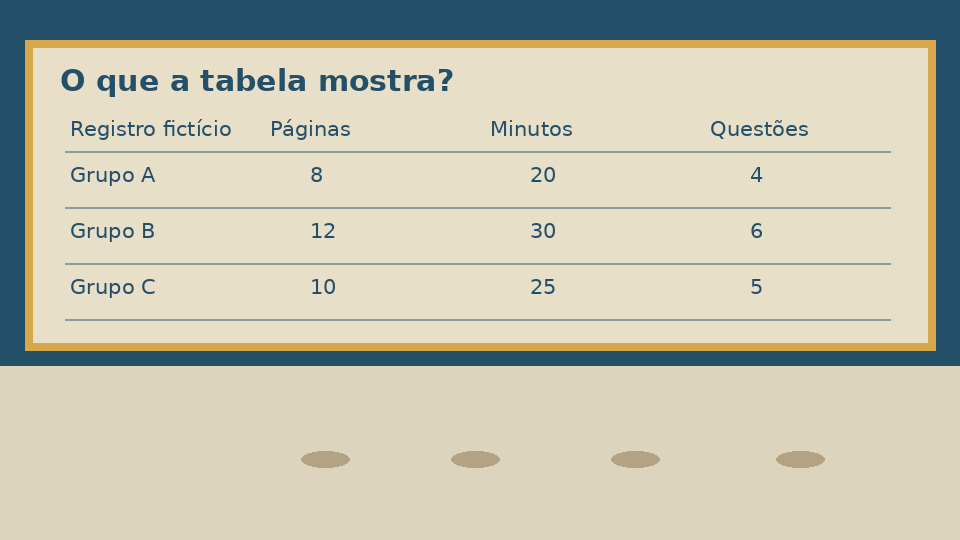 O que a tabela mostra?
Registro fictício Páginas Minutos Questões
Grupo A 8 20 4
Grupo B 12 30 6
Grupo C 10 25 5